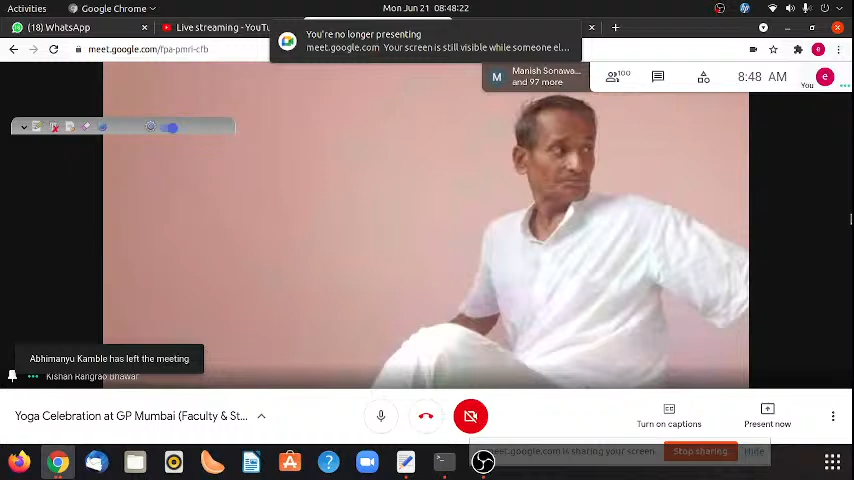 Activities
Google Chrome
Mon Jun 21 08:48:22
(18) WhatsApp
Live streaming - YouTu
You're no longer presenting
meet.google.com Your screen is still visible while someone el...
meet.google.com/fpa-pmri-cfb
Manish Sonawa...
and 97 more
M
100
8:48 AM
e
You
Abhimanyu Kamble has left the meeting
Kishan Rangrao Bhawar
Yoga Celebration at GP Mumbai (Faculty & St...
Turn on captions
Present now
meet.google.com is sharing your screen.
Stop sharing
Hide